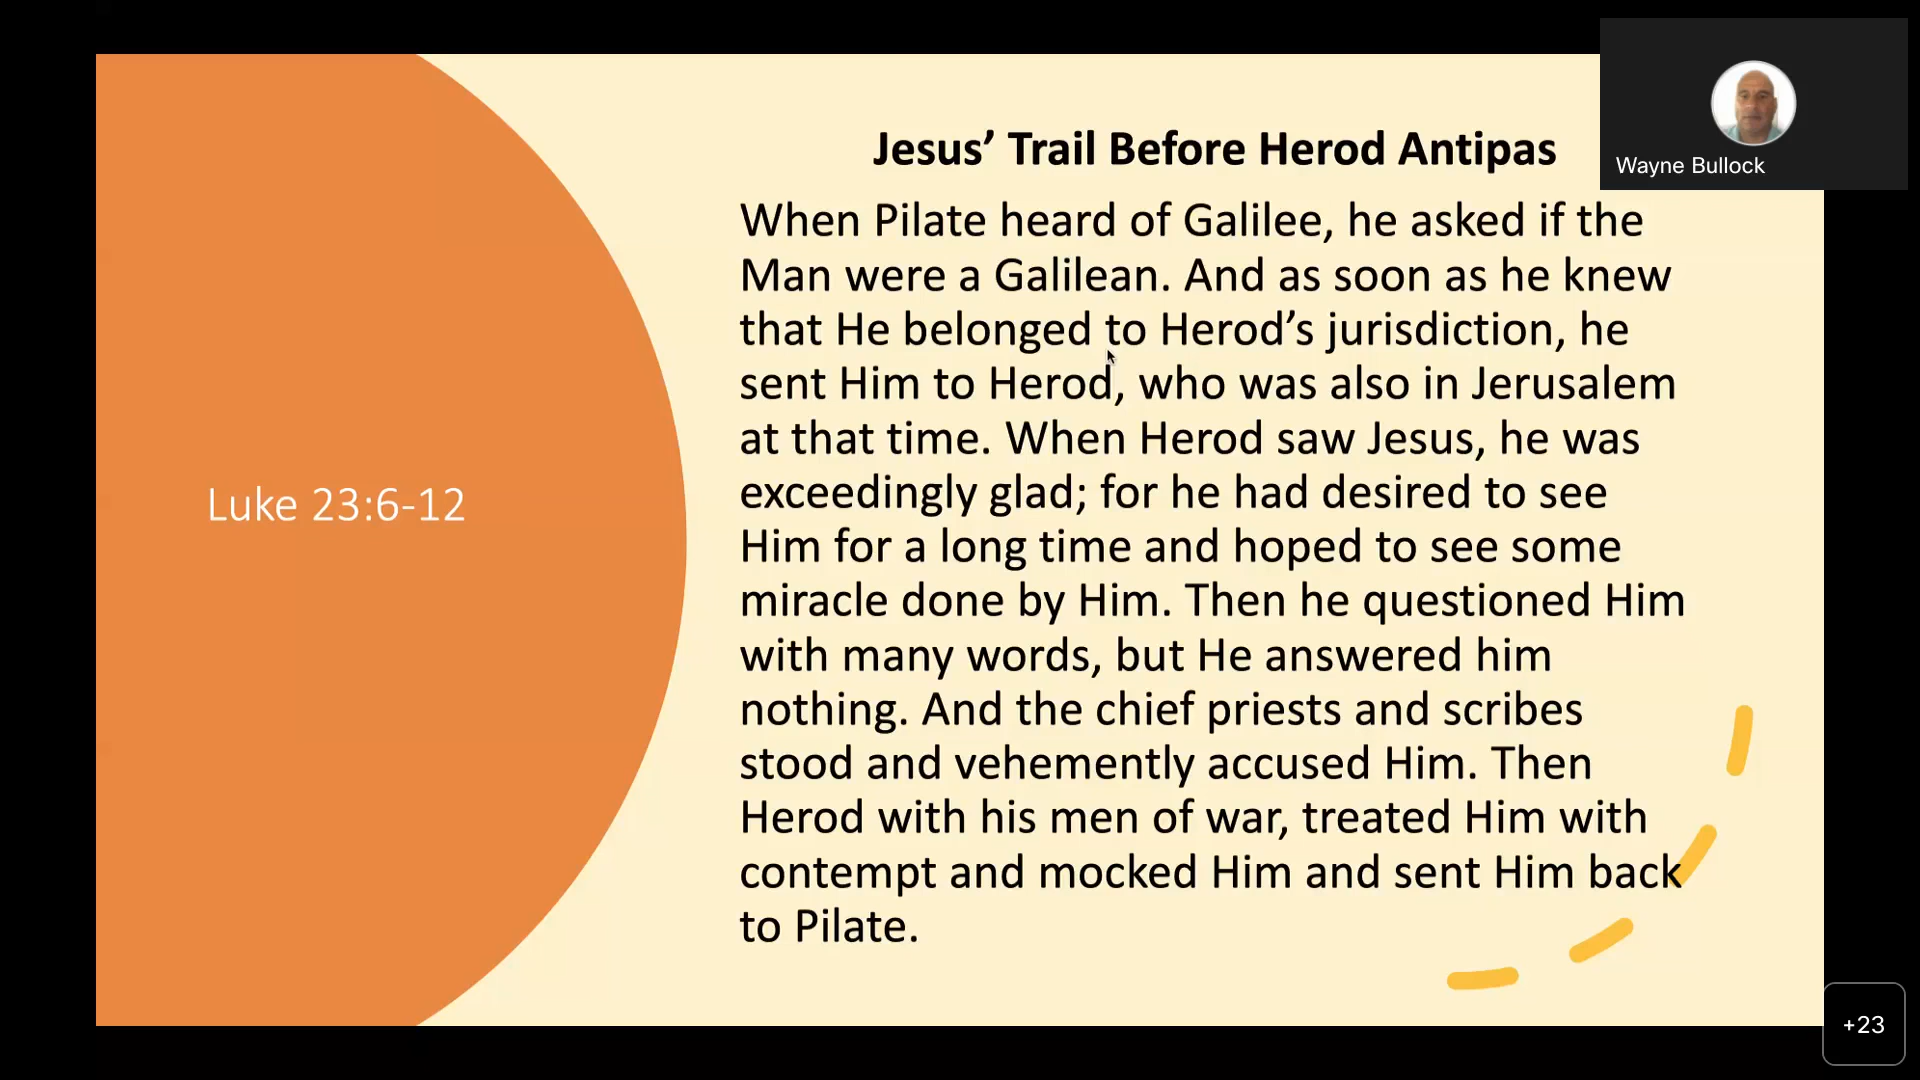 Jesus’ Trail Before Herod Antipas
When Pilate heard of Galilee, he asked if the
Man were a Galilean. And as soon as he knew
that He belonged to Herod’s jurisdiction, he
sent Him to Herod, who was also in Jerusalem
at that time. When Herod saw Jesus, he was
exceedingly glad; for he had desired to see
Him for a long time and hoped to see some
miracle done by Him. Then he questioned Him
with many words, but He answered him
nothing. And the chief priests and scribes
stood and vehemently accused Him. Then
Herod with his men of war, treated Him with
contempt and mocked Him and sent Him back
to Pilate.
Luke 23:6-12
Wayne Bullock
+23